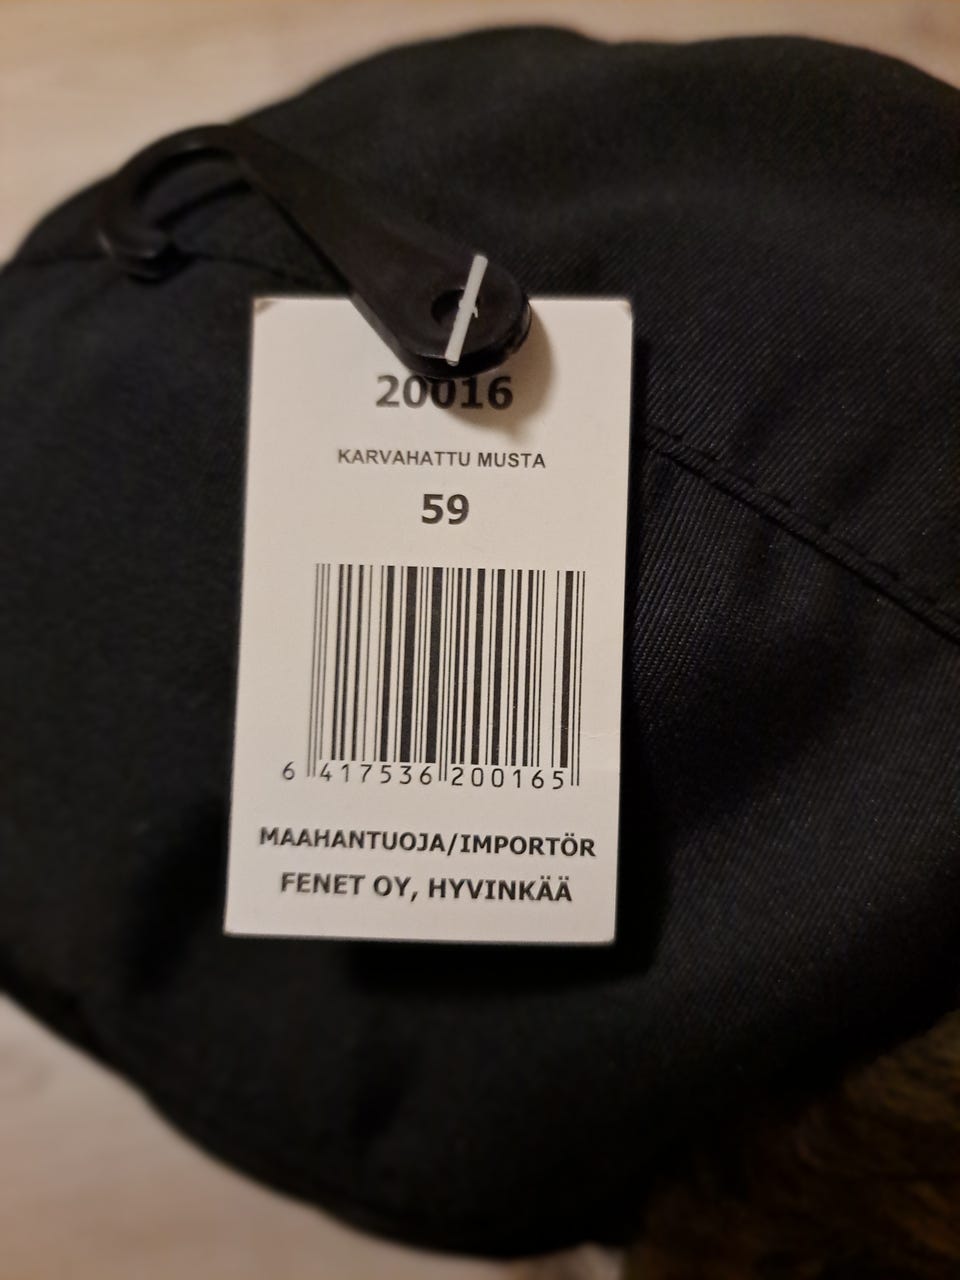 20016
KARVAHATTU MUSTA
59
6 417536 200165
MAAHANTUOJA/IMPORTÖR
FENET OY, HYVINKÄÄ